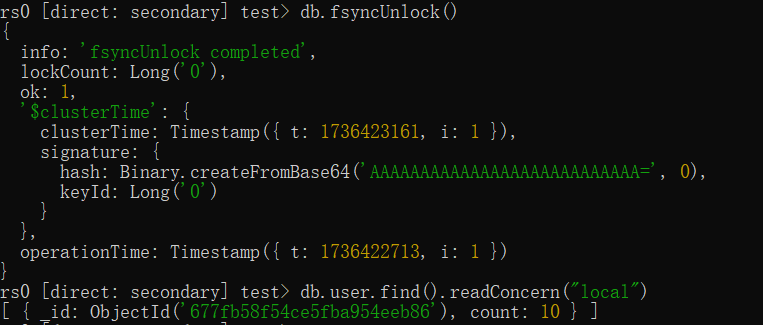 rs0 [direct: secondary] test> db.fsyncUnlock()
{
  info: 'fsyncUnlock completed',
  lockCount: Long('0'),
  ok: 1,
  '$clusterTime': {
    clusterTime: Timestamp({ t: 1736423161, i: 1 }),
    signature: {
      hash: Binary.createFromBase64('AAAAAAAAAAAAAAAAAAAAAAAAAAA=', 0),
      keyId: Long('0')
    }
  },
  operationTime: Timestamp({ t: 1736422713, i: 1 })
}
rs0 [direct: secondary] test> db.user.find().readConcern("local")
[ { _id: ObjectId('677fb58f54ce5fba954eeb86'), count: 10 } ]